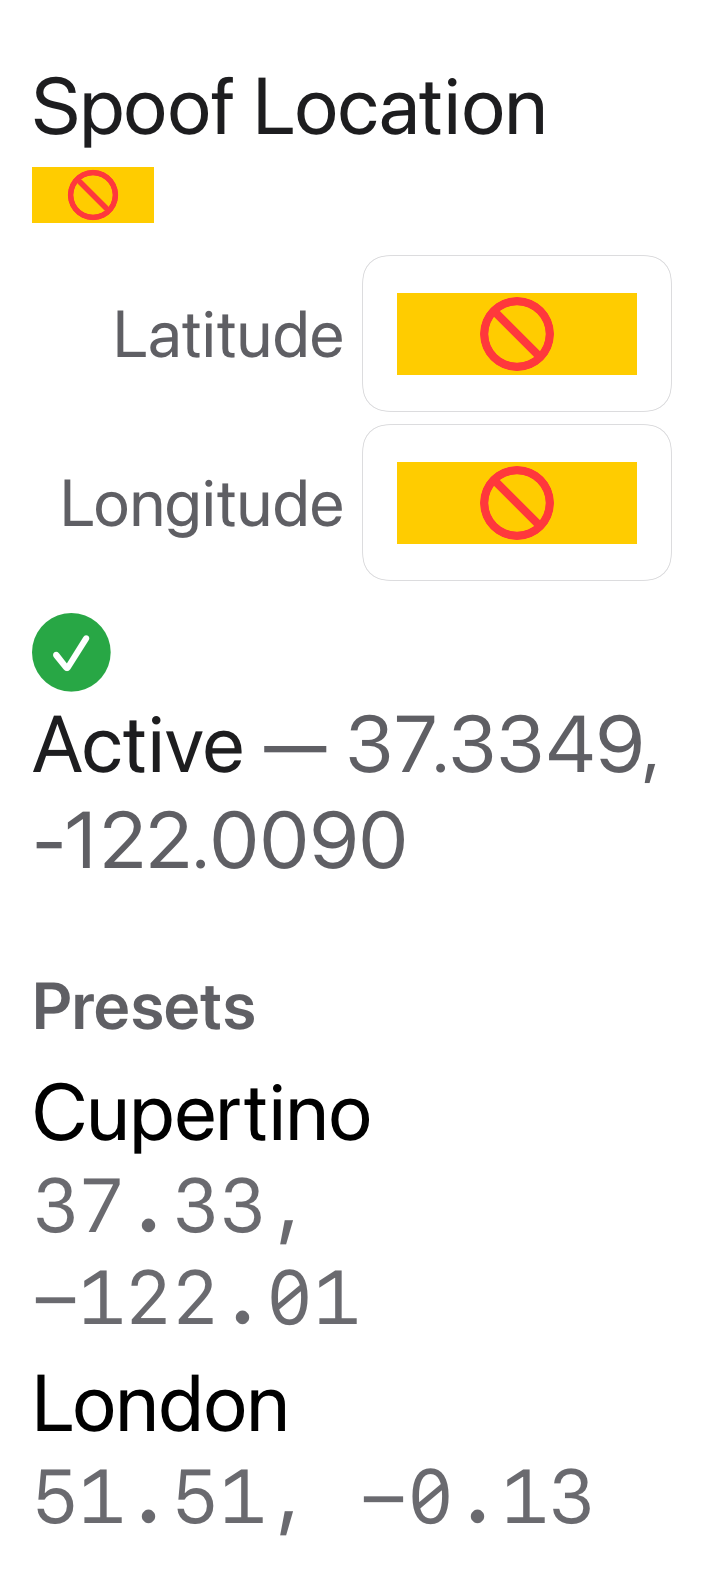 Spoof Location
Latitude
Longitude
Active — 37.3349,
-122.0090
Presets
Cupertino
37.33,
−122.01
London
51.51, −0.13